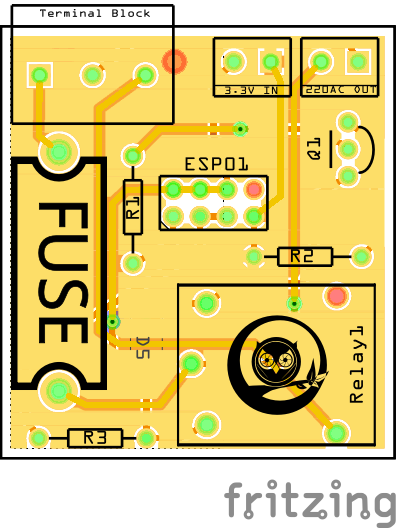 Terminal Block
3.3V IN
220AC OUT
Q1
ESP01
R1
FUSE
R2
D5
Relay1
R3
fritzing